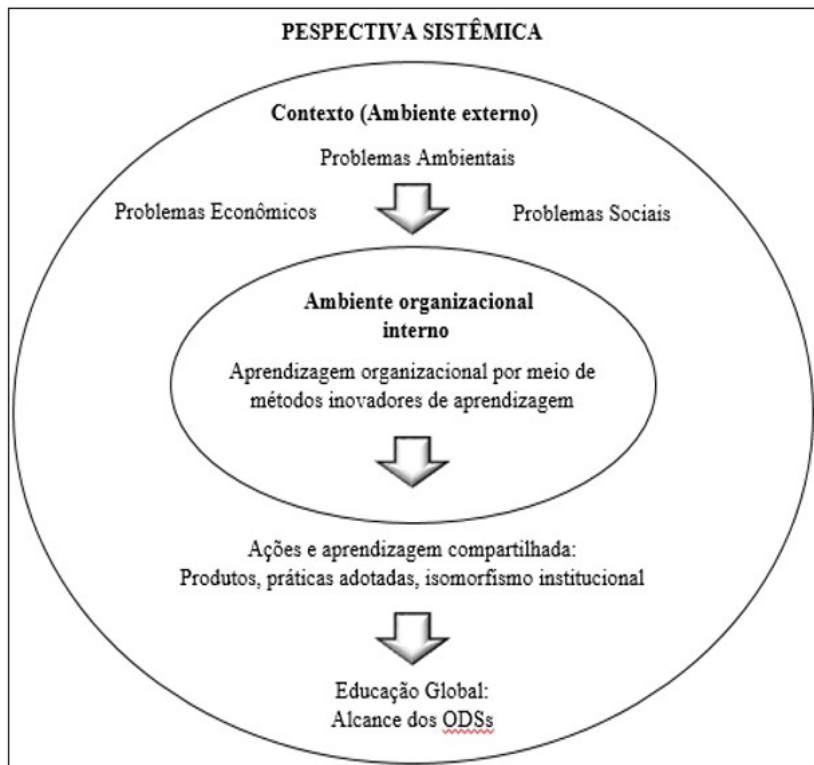 PESPECTIVA SISTÊMICA
Contexto (Ambiente externo)
Problemas Ambientais
Problemas Econômicos
Problemas Sociais
Ambiente organizacional
interno
Aprendizagem organizacional por meio de
métodos inovadores de aprendizagem
Ações e aprendizagem compartilhada:
Produtos, práticas adotadas, isomorfismo institucional
Educação Global:
Alcance dos ODSs